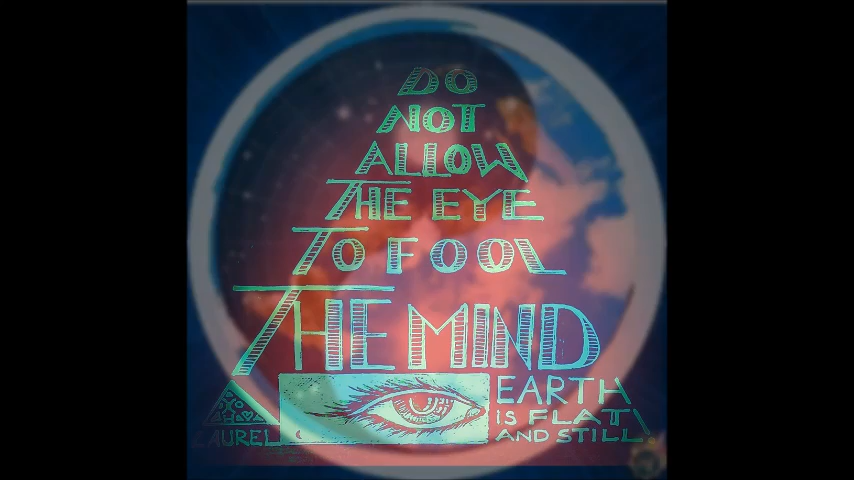 DO
NOT
ALLOW
THE EYE
TO FOOL
THE MIND
EARTH
IS FLAT
AND STILL
LAUREL